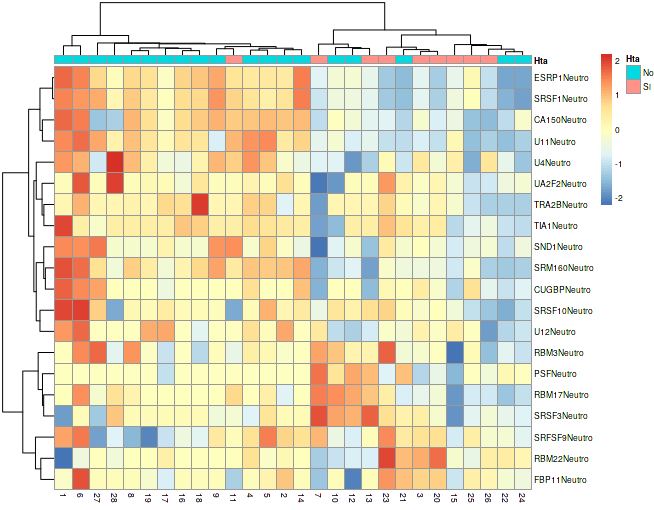 Hta
ESRP1Neutro
SRSF1Neutro
CA150Neutro
U11Neutro
U4Neutro
UA2F2Neutro
TRA2BNeutro
TIA1Neutro
SND1Neutro
SRM160Neutro
CUGBPNeutro
SRSF10Neutro
U12Neutro
RBM3Neutro
PSFNeutro
RBM17Neutro
SRSF3Neutro
SRFSF9Neutro
RBM22Neutro
FBP11Neutro
1 6 27 28 8 19 17 16 18 9 11 4 5 2 14 7 10 12 13 23 21 3 20 15 25 26 22 24
2
1
0
-1
-2
Hta
No
SI